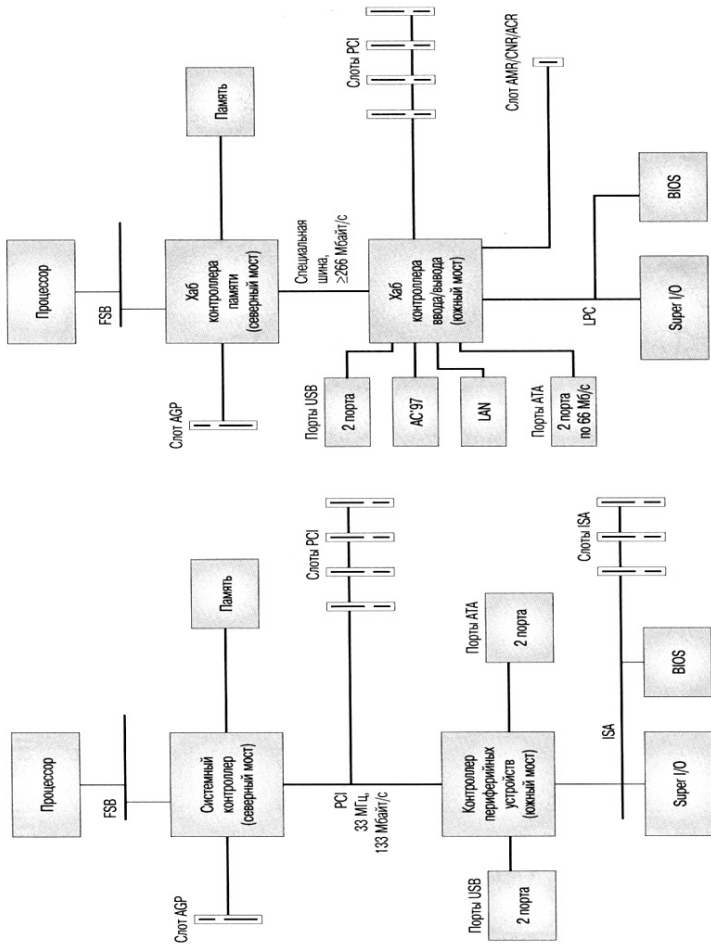 Процессор
FSB
Слот AGP
Системный
контроллер
(северный мост)
Память
PCI
33 МГц,
133 Мбайт/с
Слоты PCI
Порты USB
2 порта
Контроллер
периферийных
устройств
(южный мост)
Порты ATA
2 порта
ISA
Слоты ISA
Super I/O
BIOS
Процессор
FSB
Слот AGP
Хаб
контроллера
памяти
(северный мост)
Память
Специальная
шина,
≥266 Мбайт/с
Слоты PCI
Порты USB
2 порта
AC'97
LAN
Порты ATA
2 порта
по 66 Мб/с
Хаб
контроллера
ввода/вывода
(южный мост)
Слот AMR/CNR/ACR
LPC
Super I/O
BIOS